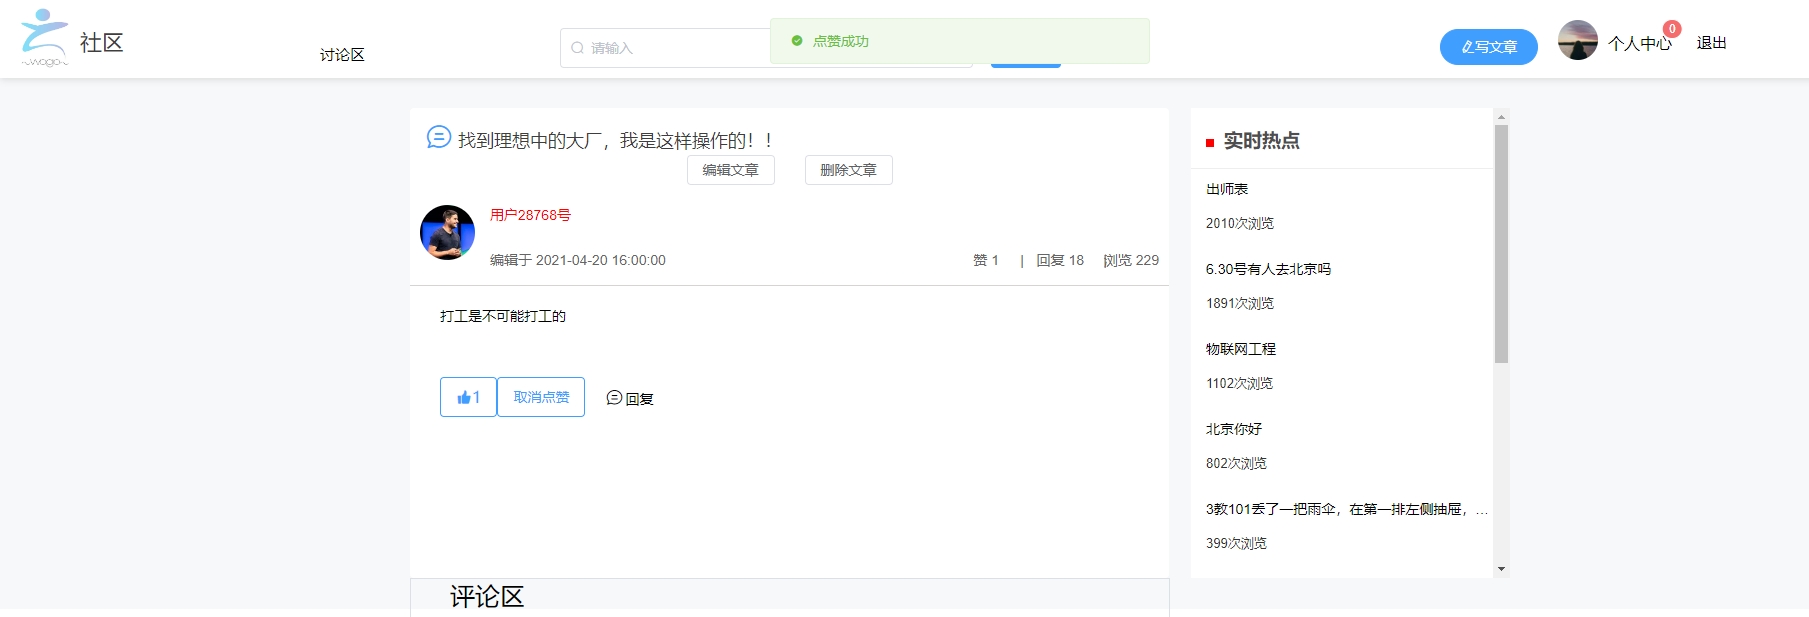 ~wogo~
社区
讨论区
请输入
点赞成功
写文章
个人中心
0
退出
找到理想中的大厂，我是这样操作的！！
编辑文章
删除文章
用户28768号
编辑于 2021-04-20 16:00:00
赞 1 | 回复 18 |浏览 229
打工是不可能打工的
1
取消点赞
回复
评论区
实时热点
出师表
2010次浏览
6.30号有人去北京吗
1891次浏览
物联网工程
1102次浏览
北京你好
802次浏览
3教101丢了一把雨伞，在第一排左侧抽屉，...
399次浏览